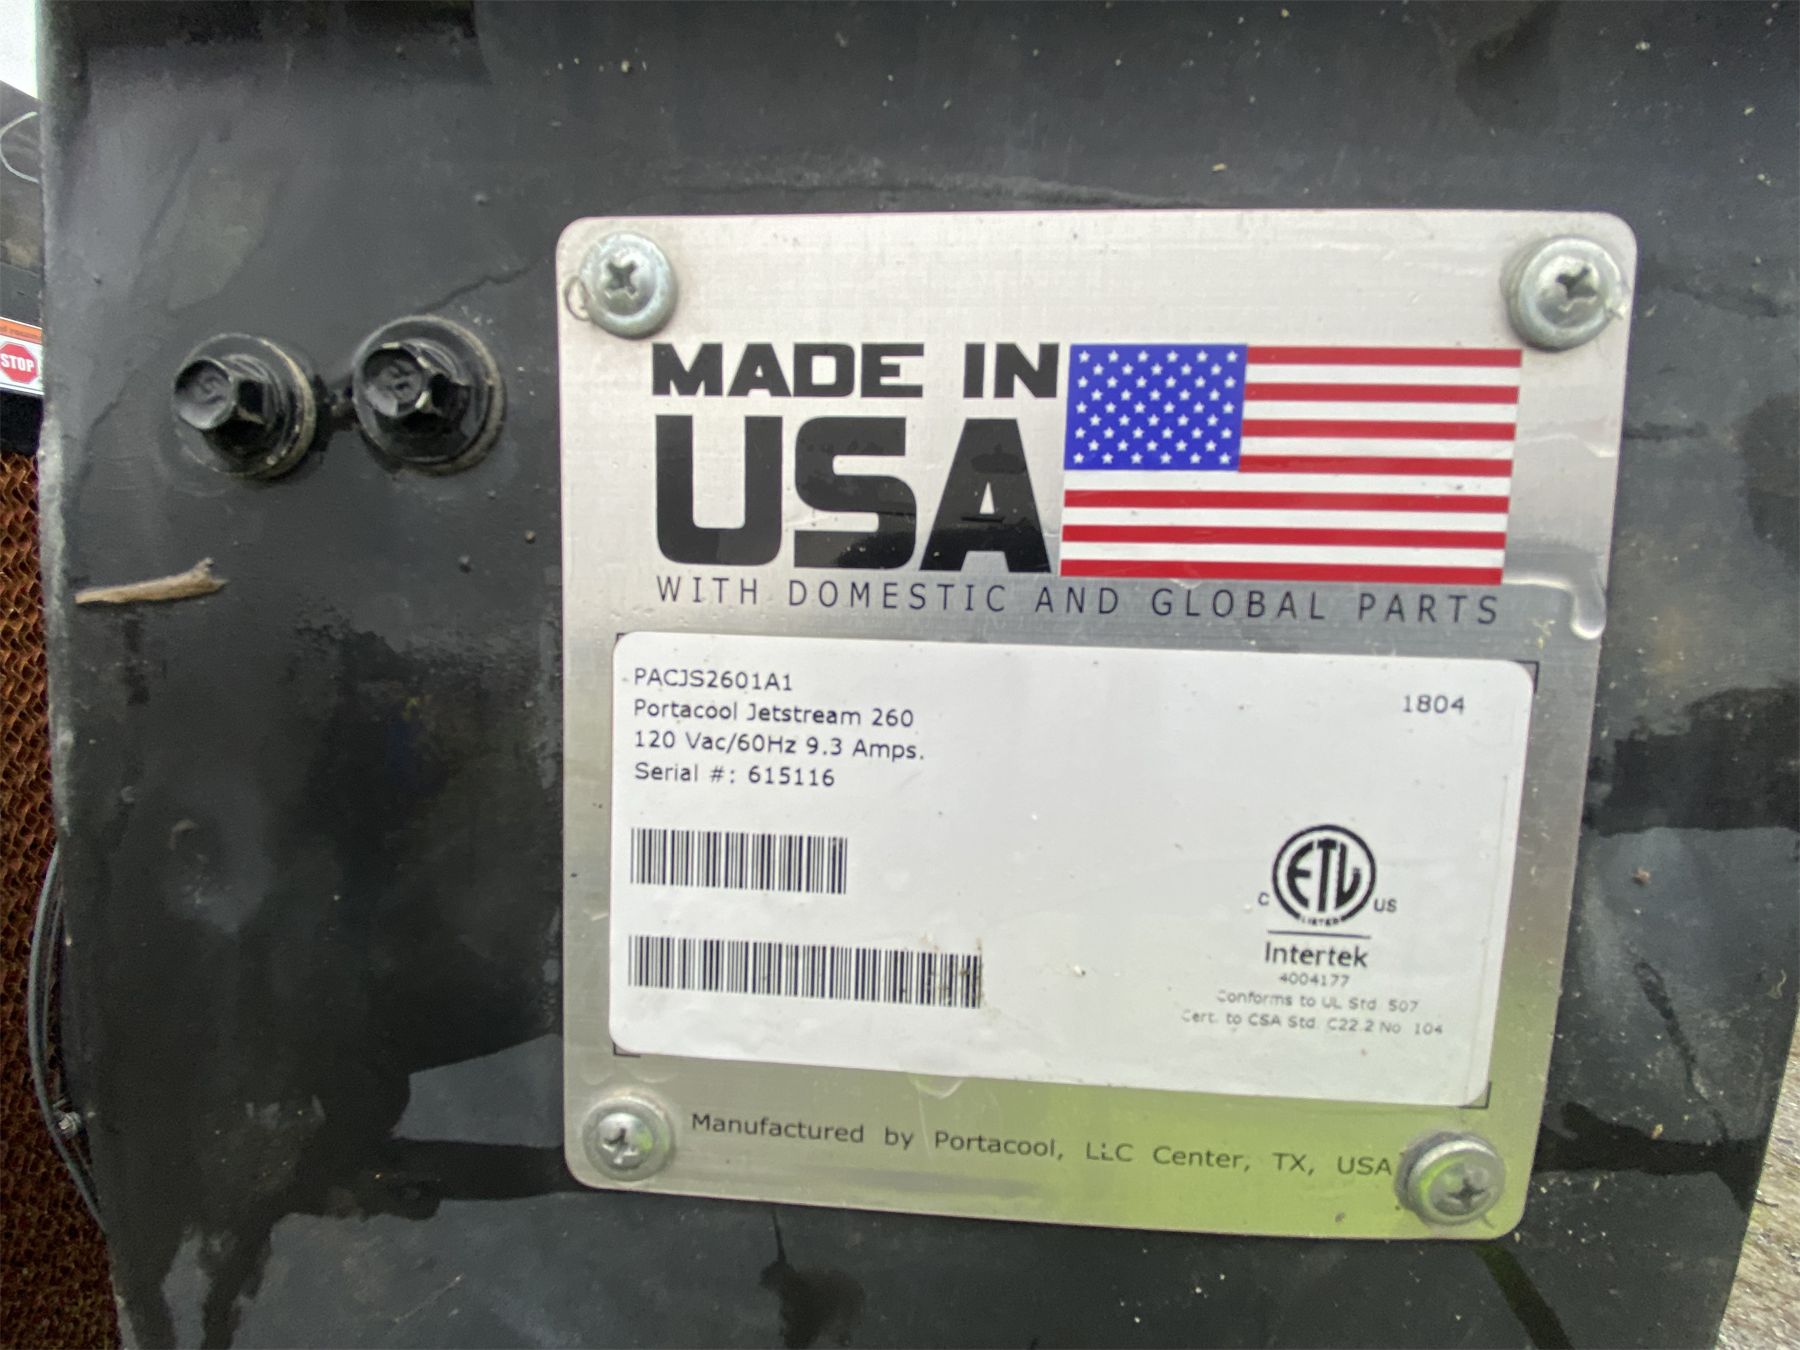 STOP
MADE IN
USA
WITH DOMESTIC AND GLOBAL PARTS
PACJS2601A1
1804
Portacool Jetstream 260
120 Vac/60Hz 9.3 Amps.
Serial #: 615116
ETL
C US
LISTED
Intertek
4004177
Conforms to UL Std. 507
Cert. to CSA Std. C22.2 No. 104
Manufactured by Portacool, LLC Center, TX, USA